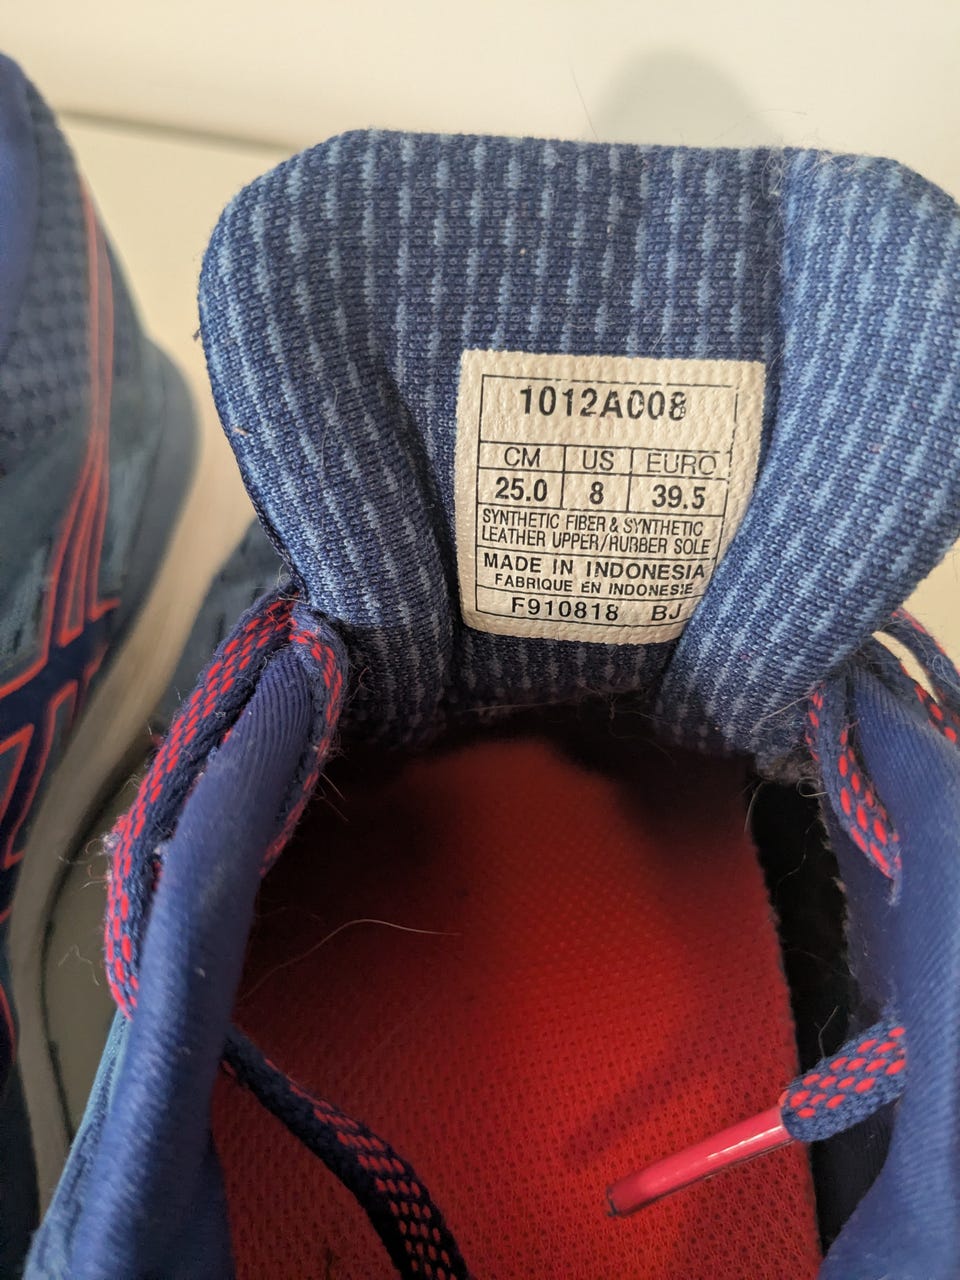 1012A008
CM US EURO
25.0 8 39.5
SYNTHETIC FIBER & SYNTHETIC
LEATHER UPPER/RUBBER SOLE
MADE IN INDONESIA
FABRIQUE EN INDONESIE
F910818 BJ